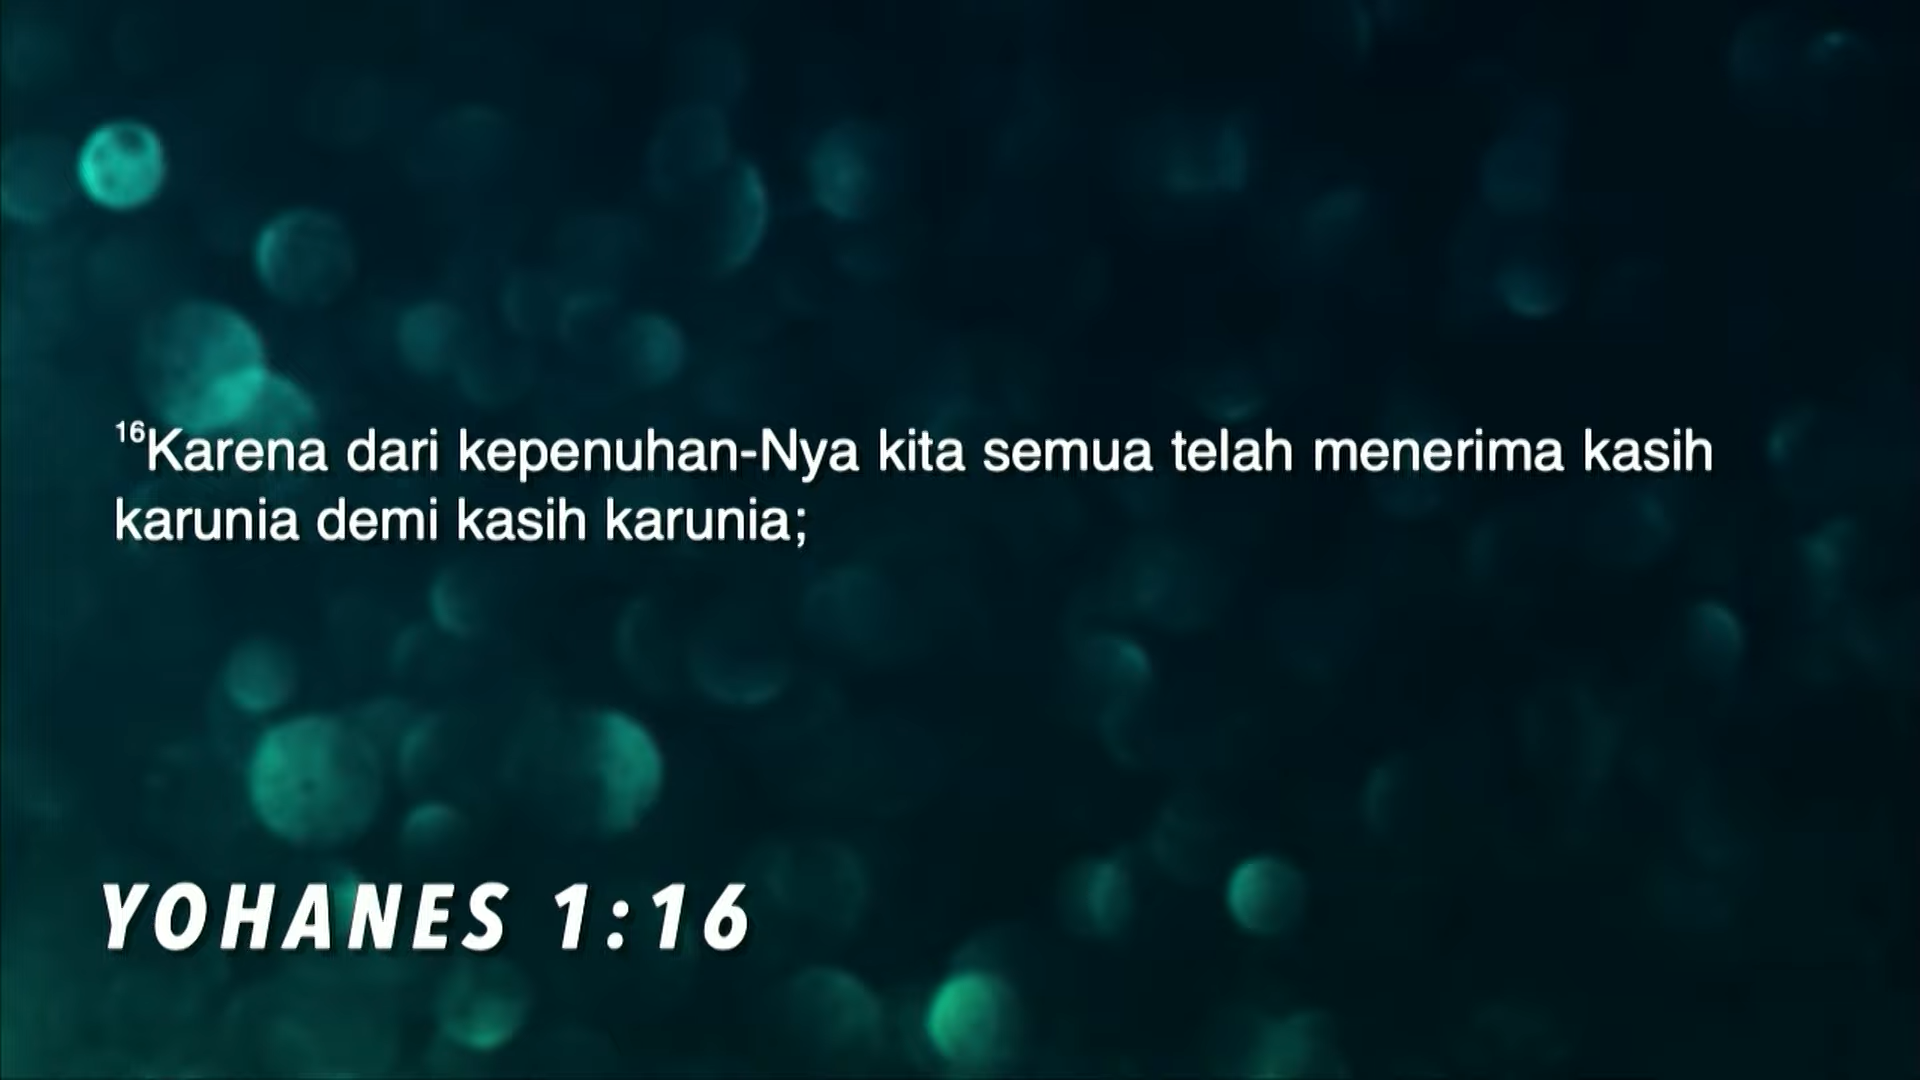 16Karena dari kepenuhan-Nya kita semua telah menerima kasih
karunia demi kasih karunia;
YOHANES 1:16